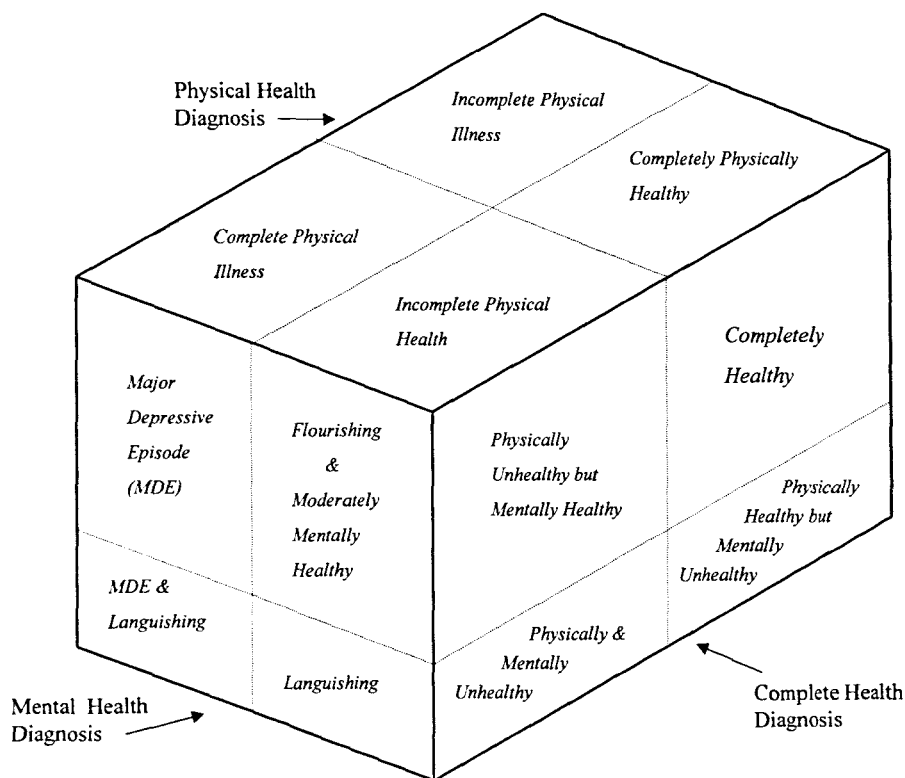 Physical Health
Diagnosis
Incomplete Physical
Illness
Completely Physically
Healthy
Complete Physical
Illness
Incomplete Physical
Health
Major
Depressive
Episode
(MDE)
Flourishing
&
Moderately
Mentally
Healthy
Physically
Unhealthy but
Mentally Healthy
Completely
Healthy
MDE &
Languishing
Languishing
Physically &
Mentally
Unhealthy
Physically
Healthy but
Mentally
Unhealthy
Mental Health
Diagnosis
Complete Health
Diagnosis